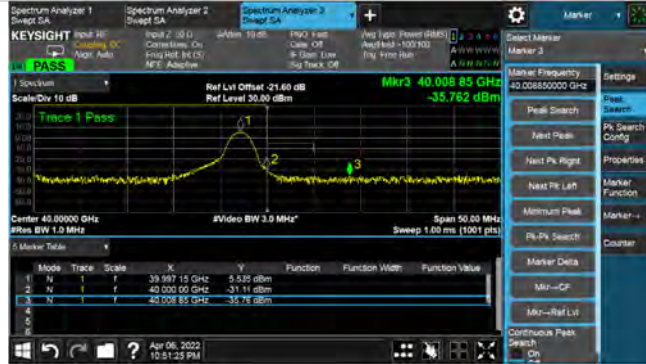 Spectrum Analyzer 1
Swept SA
Spectrum Analyzer 2
Swept SA
Spectrum Analyzer 3
Swept SA
+
Marker
KEYSIGHT Input: RF
Coupling: DC
Align: Auto
Corrections: On
Freq Ref: Int (S)
NFE: Adaptive
PNO: Fast
Gate: Off
IF Gain: Low
Sig Track: Off
Avg Type: Power (RMS)
Avg|Hold: >100/100
Trig: Free Run
PASS
1 Spectrum
Scale/Div 10 dB
Ref Lvl Offset -21.60 dB
Ref Level 30.00 dBm
Mkr3 40.008 85 GHz
-35.762 dBm
Trace 1 Pass
1
2
3
Center 40.00000 GHz
#Res BW 1.0 MHz
#Video BW 3.0 MHz*
Span 50.00 MHz
Sweep 1.00 ms (1001 pts)
5 Marker Table
Mode Trace Scale X Y Function Function Width Function Value
1 N 1 f 39.997 15 GHz 5.535 dBm
2 N 1 f 40.000 00 GHz -31.11 dBm
3 N 1 f 40.008 85 GHz -35.76 dBm
4
5
6
Apr 06, 2022
10:51:25 PM
Select Marker
Marker 3
Marker Frequency
40.008850000 GHz
Peak Search
Next Peak
Next Pk Right
Next Pk Left
Minimum Peak
Pk-Pk Search
Marker Delta
Mkr→CF
Mkr→Ref Lvl
Continuous Peak
Search
On
Settings
Peak
Search
Pk Search
Config
Properties
Marker
Function
Marker→
Counter